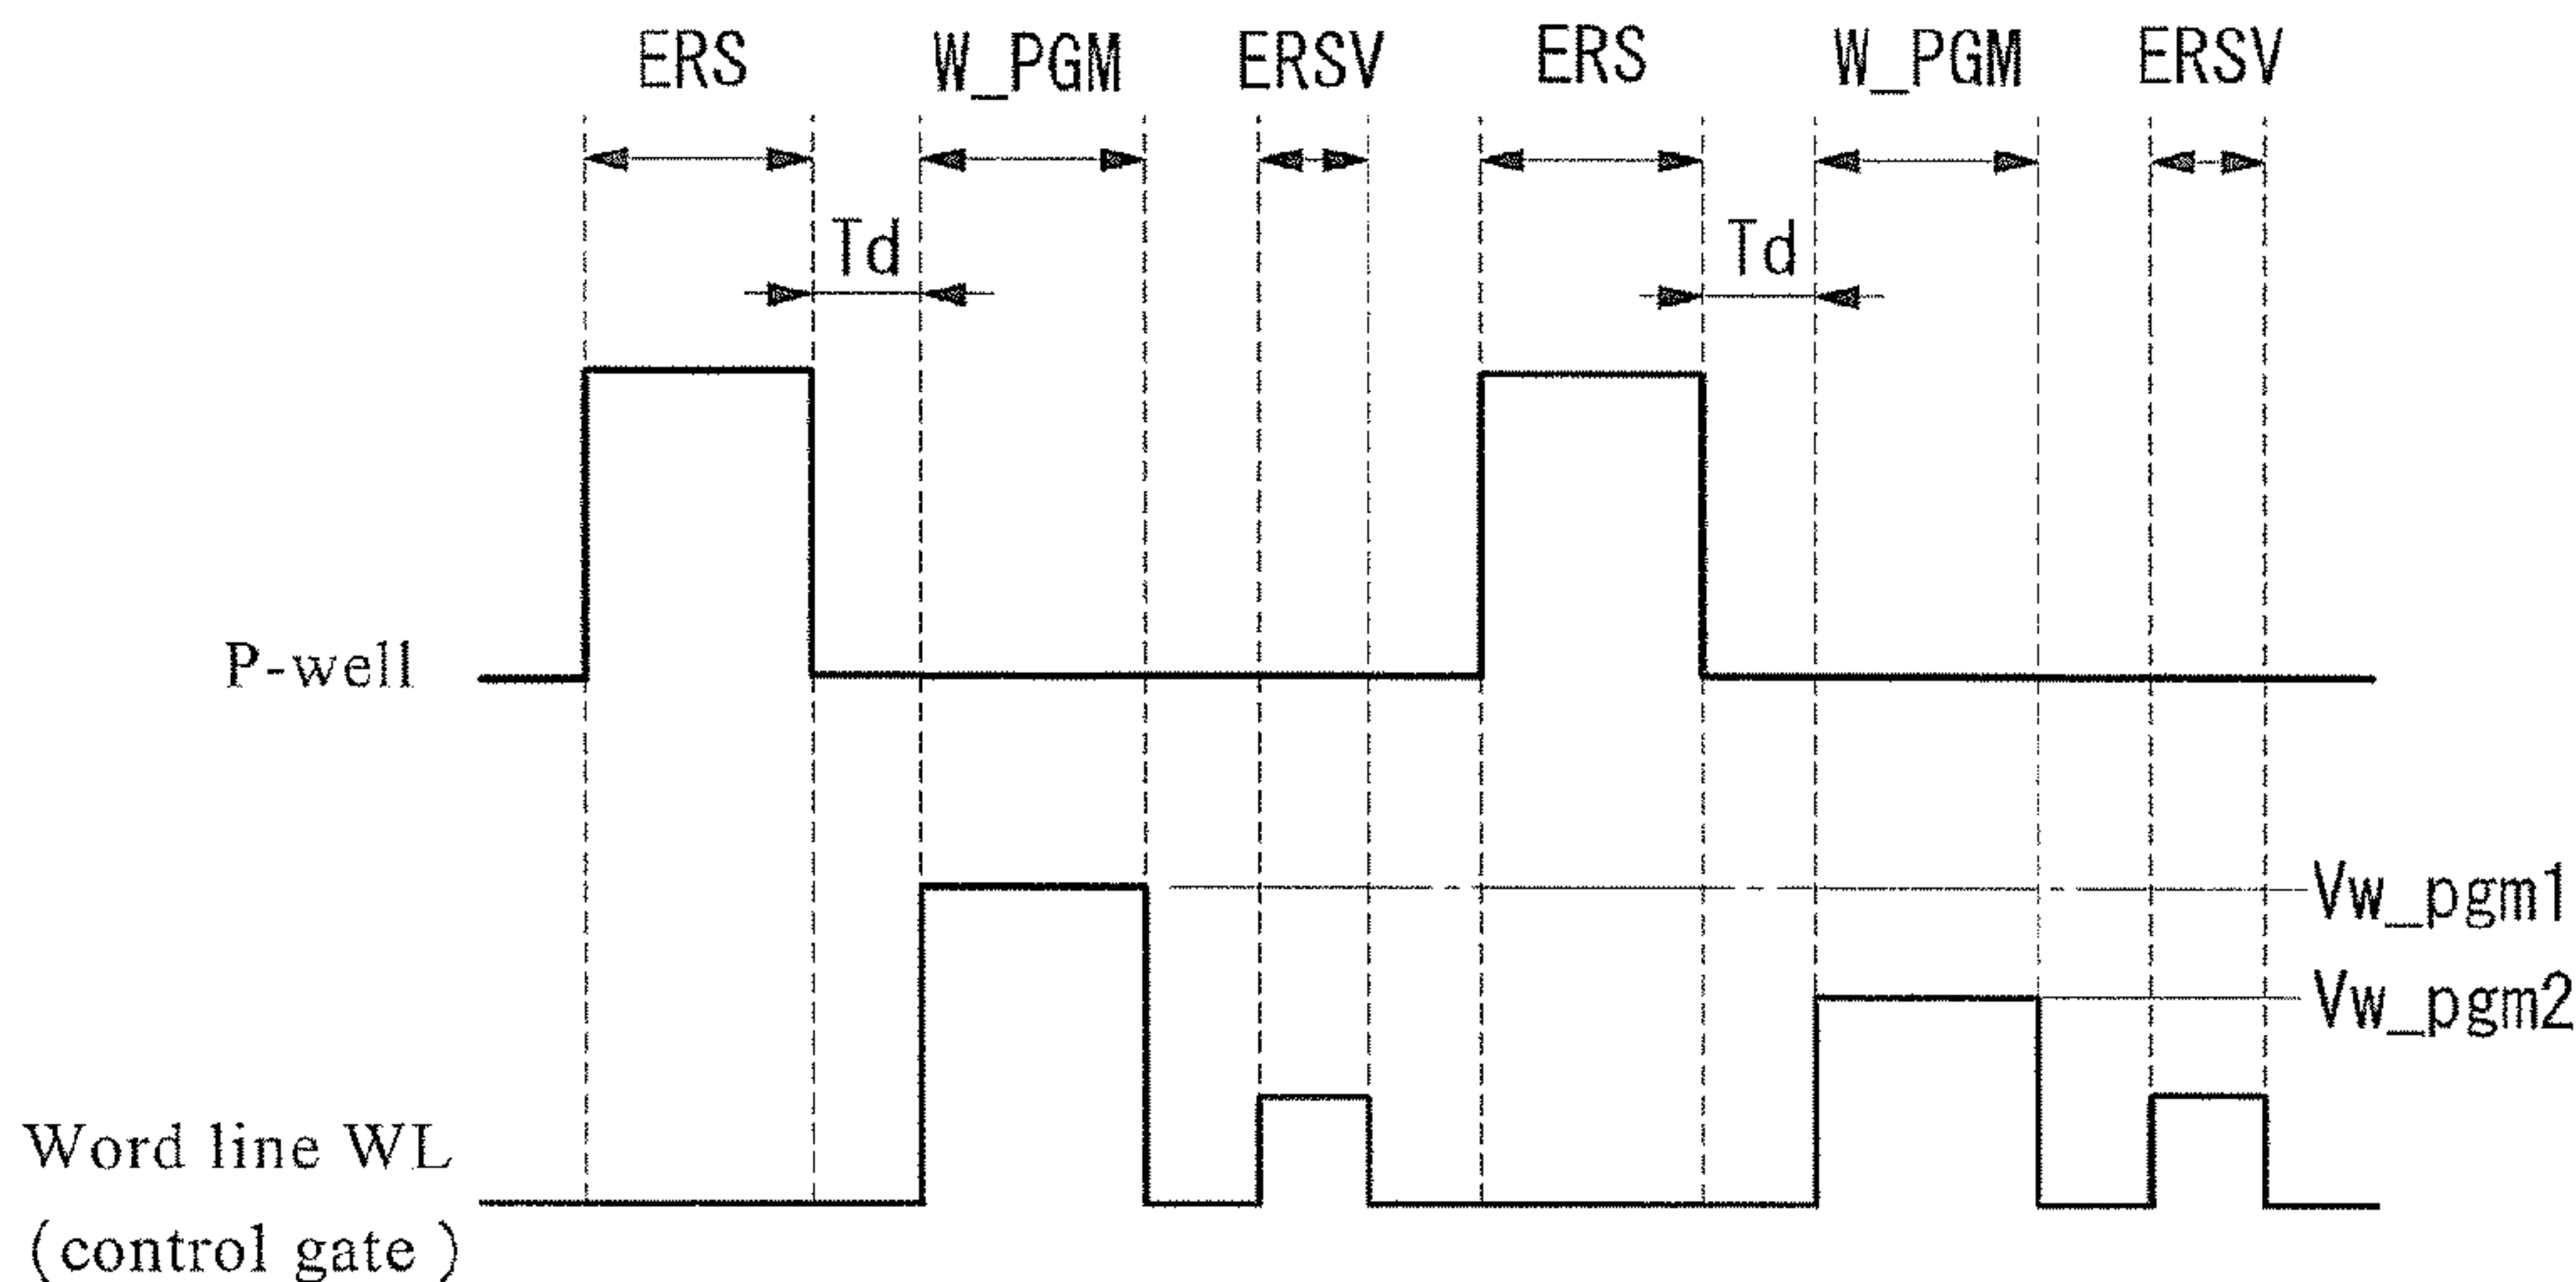 ERS W_PGM ERSV ERS W_PGM ERSV
Td Td
P-well
Vw_pgm1
Vw_pgm2
Word line WL
(control gate)